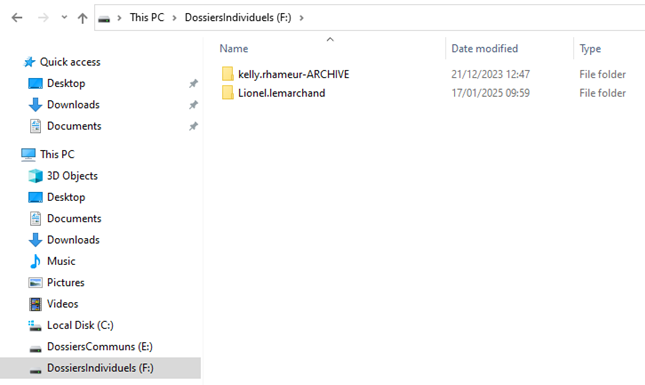 This PC > DossiersIndividuels (F:) >
Name Date modified Type
kelly.rhameur-ARCHIVE 21/12/2023 12:47 File folder
Lionel.lemarchand 17/01/2025 09:59 File folder
Quick access
Desktop
Downloads
Documents
This PC
3D Objects
Desktop
Documents
Downloads
Music
Pictures
Videos
Local Disk (C:)
DossiersCommuns (E:)
DossiersIndividuels (F:)